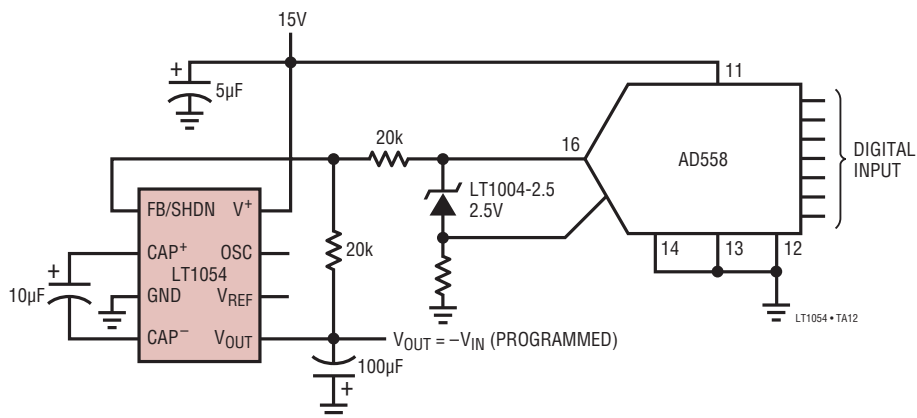 15V
+
5µF
11
20k
16
AD558
DIGITAL
INPUT
LT1004-2.5
2.5V
FB/SHDN
V+
CAP+
OSC
LT1054
GND
VREF
CAP−
VOUT
+
10µF
20k
14
13
12
LT1054 • TA12
VOUT = –VIN (PROGRAMMED)
100µF
+